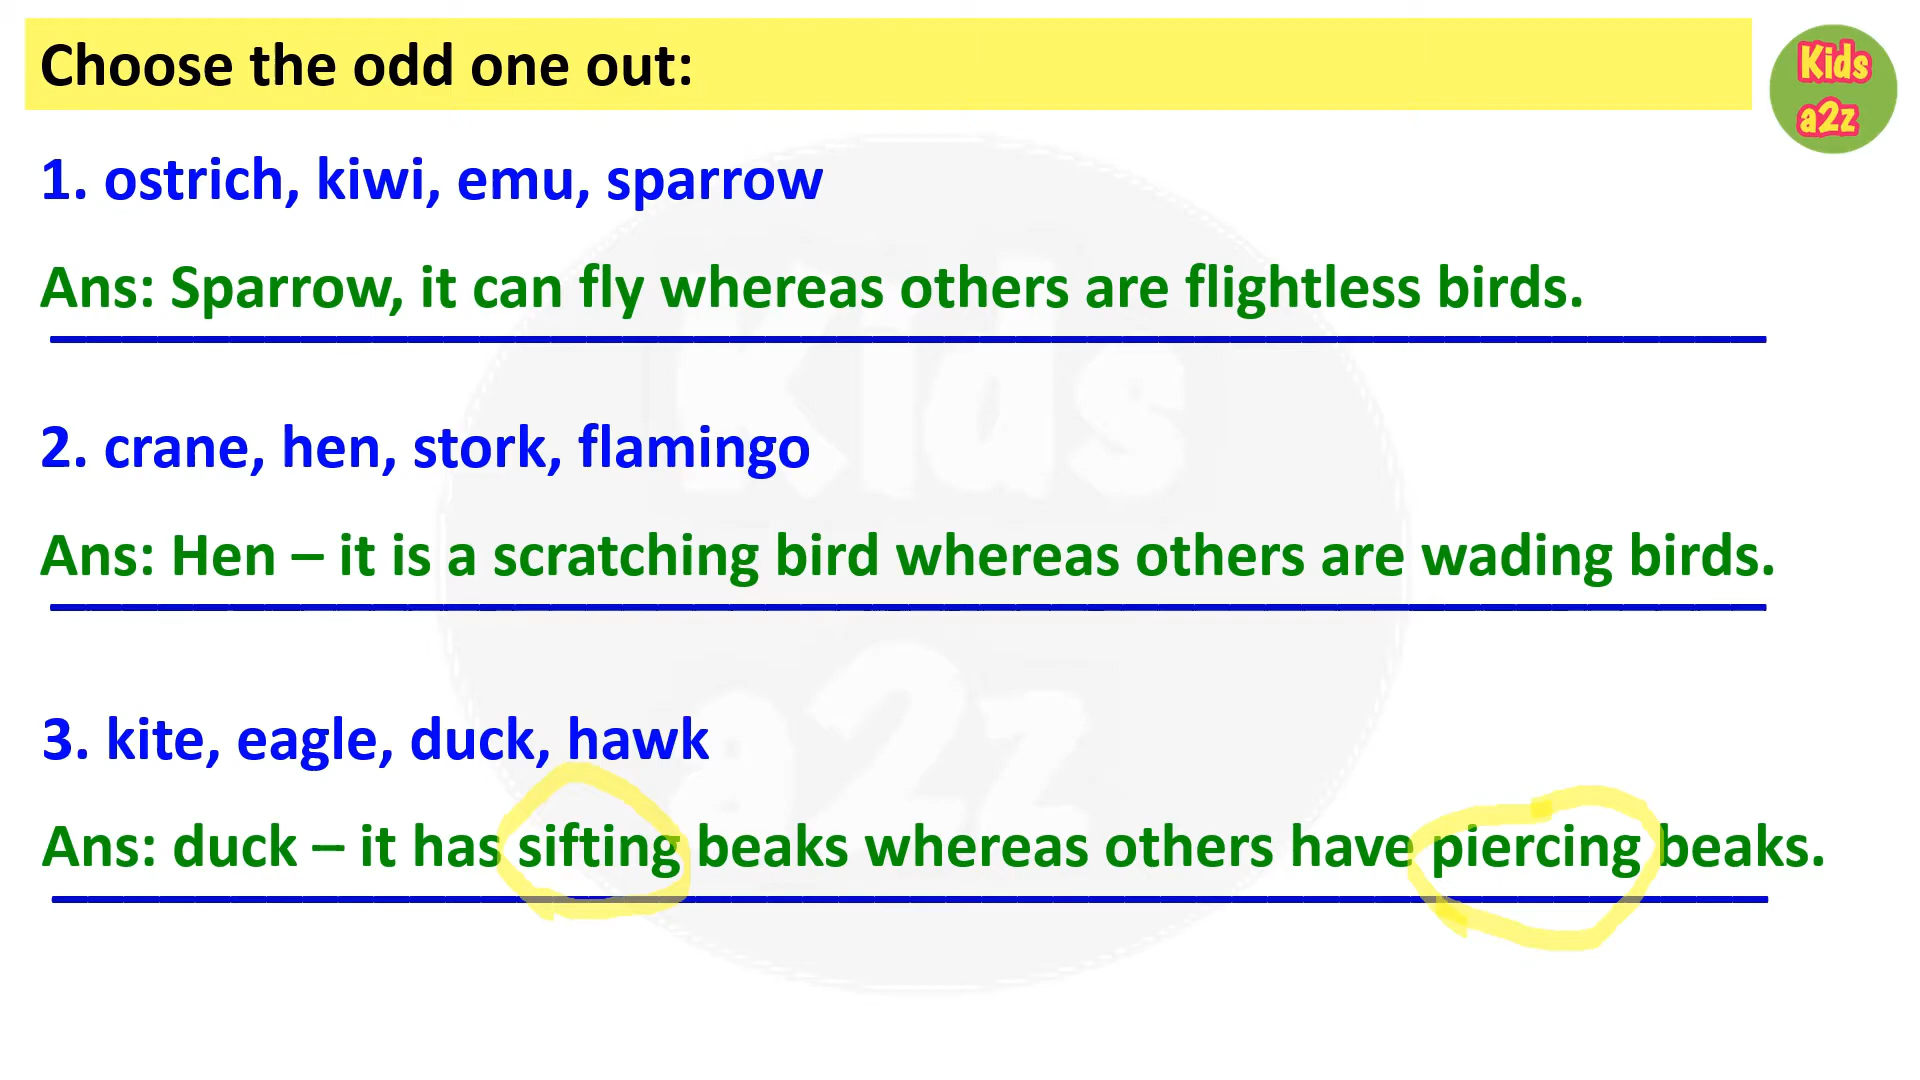 Choose the odd one out:
Kids
a2z
1. ostrich, kiwi, emu, sparrow
Ans: Sparrow, it can fly whereas others are flightless birds.
2. crane, hen, stork, flamingo
Ans: Hen – it is a scratching bird whereas others are wading birds.
3. kite, eagle, duck, hawk
Ans: duck – it has sifting beaks whereas others have piercing beaks.
Kids
a2z